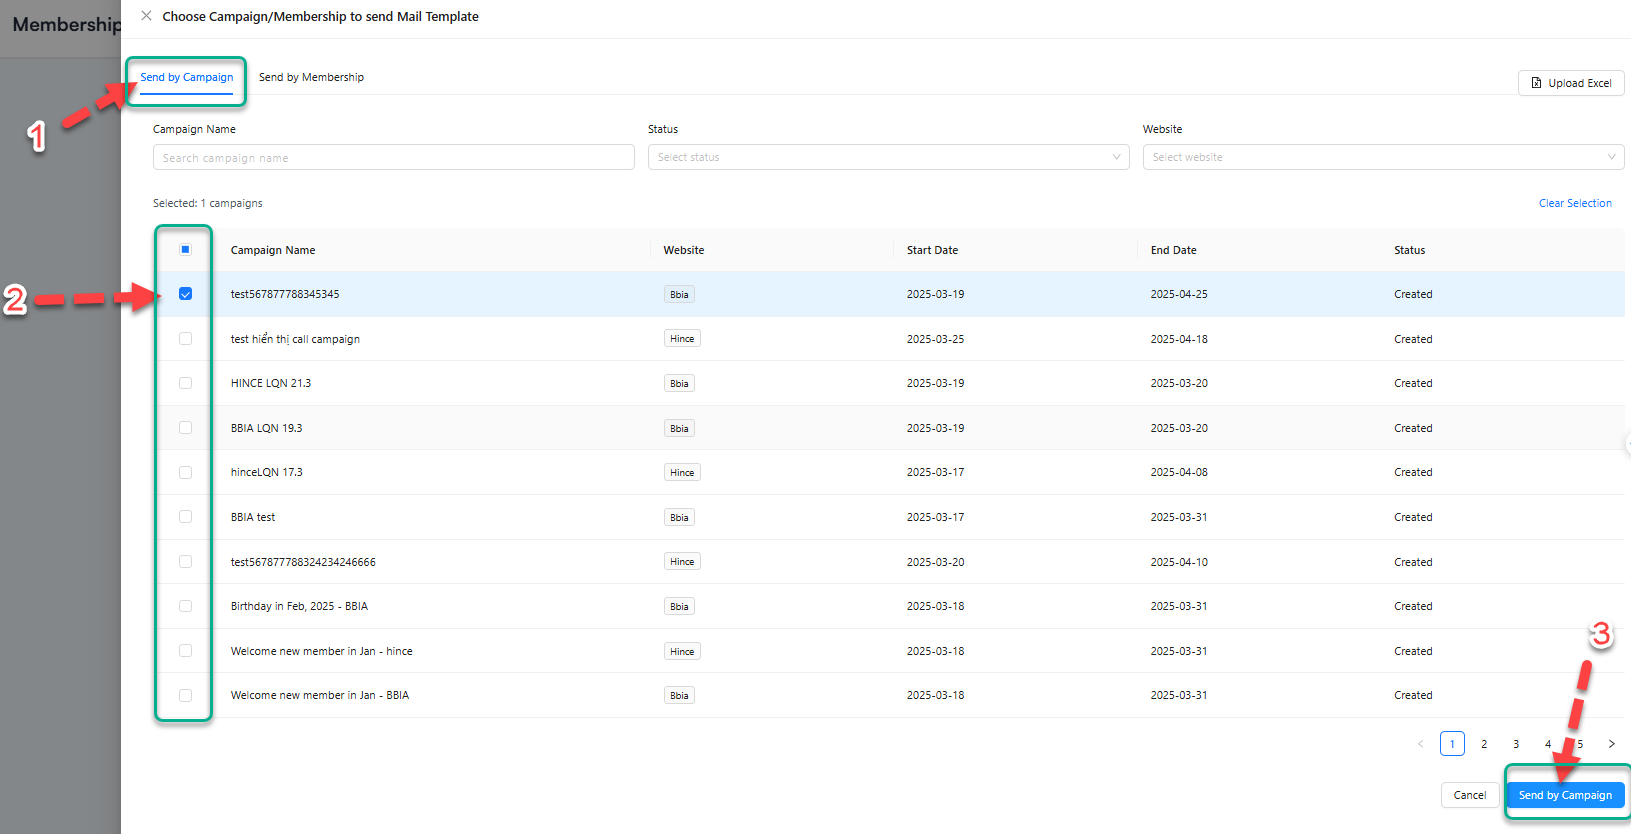 Membership
Choose Campaign/Membership to send Mail Template
Send by Campaign Send by Membership
Upload Excel
1
Campaign Name Status Website
Search campaign name Select status Select website
Selected: 1 campaigns Clear Selection
Campaign Name Website Start Date End Date Status
2
test567877788345345 Bbia 2025-03-19 2025-04-25 Created
test hiển thị call campaign Hince 2025-03-25 2025-04-18 Created
HINCE LQN 21.3 Bbia 2025-03-19 2025-03-20 Created
BBIA LQN 19.3 Bbia 2025-03-19 2025-03-20 Created
hinceLQN 17.3 Hince 2025-03-17 2025-04-08 Created
BBIA test Bbia 2025-03-17 2025-03-31 Created
test567877788324234246666 Hince 2025-03-20 2025-04-10 Created
Birthday in Feb, 2025 - BBIA Bbia 2025-03-18 2025-03-31 Created
3
Welcome new member in Jan - hince Hince 2025-03-18 2025-03-31 Created
Welcome new member in Jan - BBIA Bbia 2025-03-18 2025-03-31 Created
< 1 2 3 4 5 >
Cancel Send by Campaign